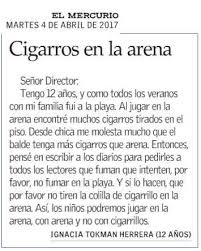 EL MERCURIO
MARTES 4 DE ABRIL DE 2017
Cigarros en la arena
Señor Director:
Tengo 12 años, y como todos los veranos
con mi familia fui a la playa. Al jugar en la
arena encontré muchos cigarros tirados en el
piso. Desde chica me molesta mucho que el
balde tenga más cigarros que arena. Entonces,
pensé en escribir a los diarios para pedirles a
todos los lectores que fuman que intenten, por
favor, no fumar en la playa. Y si lo hacen, que
por favor no tiren la colilla de cigarrillo en la
arena. Así, los niños podremos jugar en la
arena, con arena y no con cigarrillos.
IGNACIA TOKMAN HERRERA (12 AÑOS)